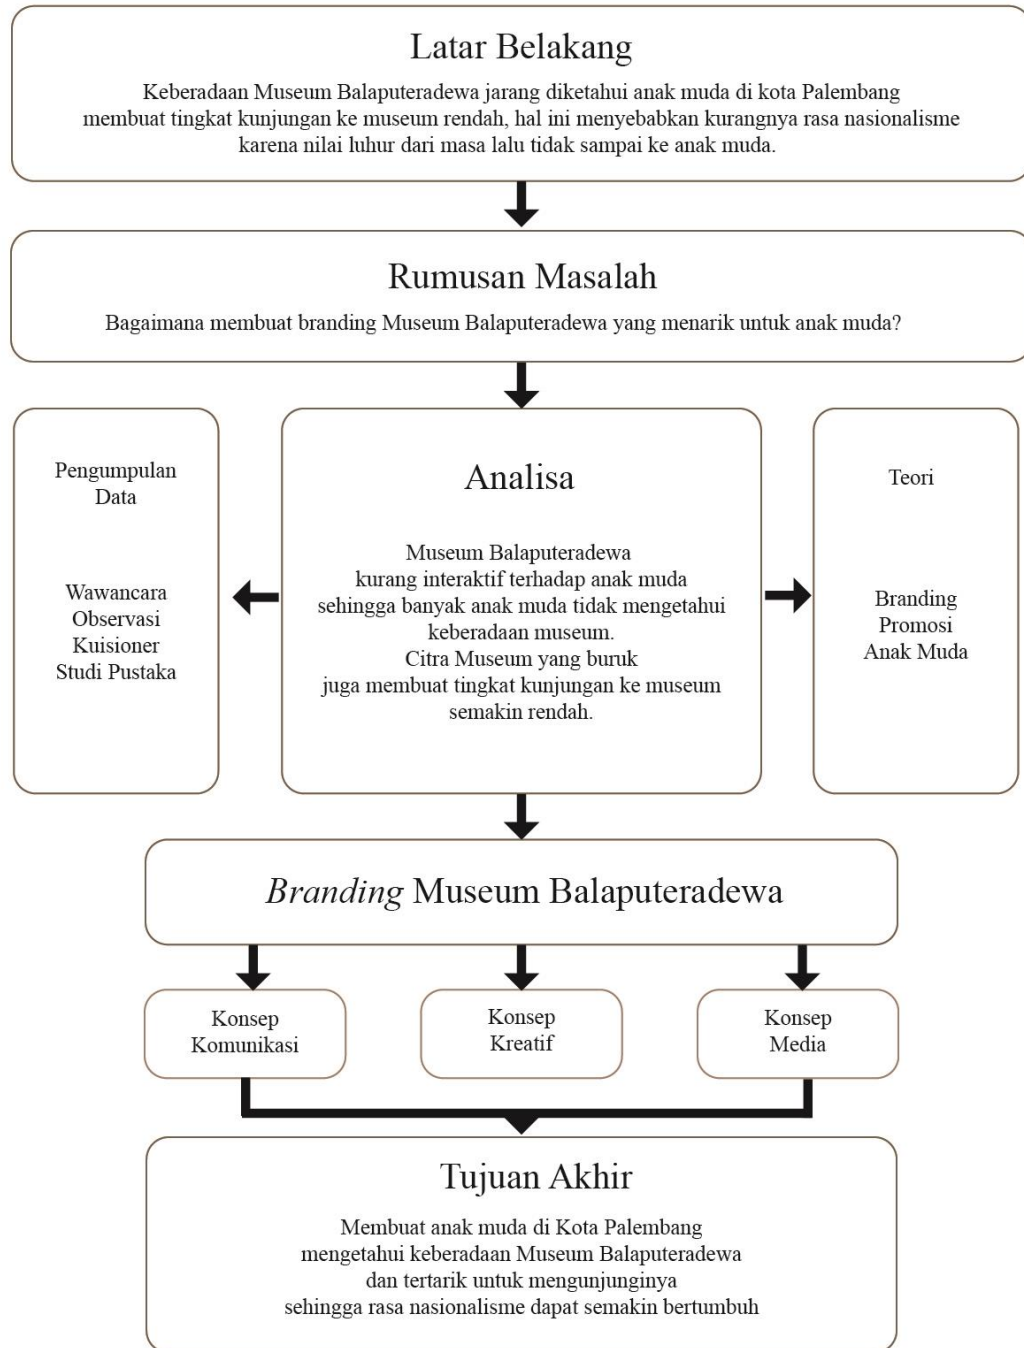 Latar Belakang
Keberadaan Museum Balaputeradewa jarang diketahui anak muda di kota Palembang
membuat tingkat kunjungan ke museum rendah, hal ini menyebabkan kurangnya rasa nasionalisme
karena nilai luhur dari masa lalu tidak sampai ke anak muda.
Rumusan Masalah
Bagaimana membuat branding Museum Balaputeradewa yang menarik untuk anak muda?
Pengumpulan
Data
Wawancara
Observasi
Kuisioner
Studi Pustaka
Analisa
Museum Balaputeradewa
kurang interaktif terhadap anak muda
sehingga banyak anak muda tidak mengetahui
keberadaan museum.
Citra Museum yang buruk
juga membuat tingkat kunjungan ke museum
semakin rendah.
Teori
Branding
Promosi
Anak Muda
Branding Museum Balaputeradewa
Konsep
Komunikasi
Konsep
Kreatif
Konsep
Media
Tujuan Akhir
Membuat anak muda di Kota Palembang
mengetahui keberadaan Museum Balaputeradewa
dan tertarik untuk mengunjunginya
sehingga rasa nasionalisme dapat semakin bertumbuh